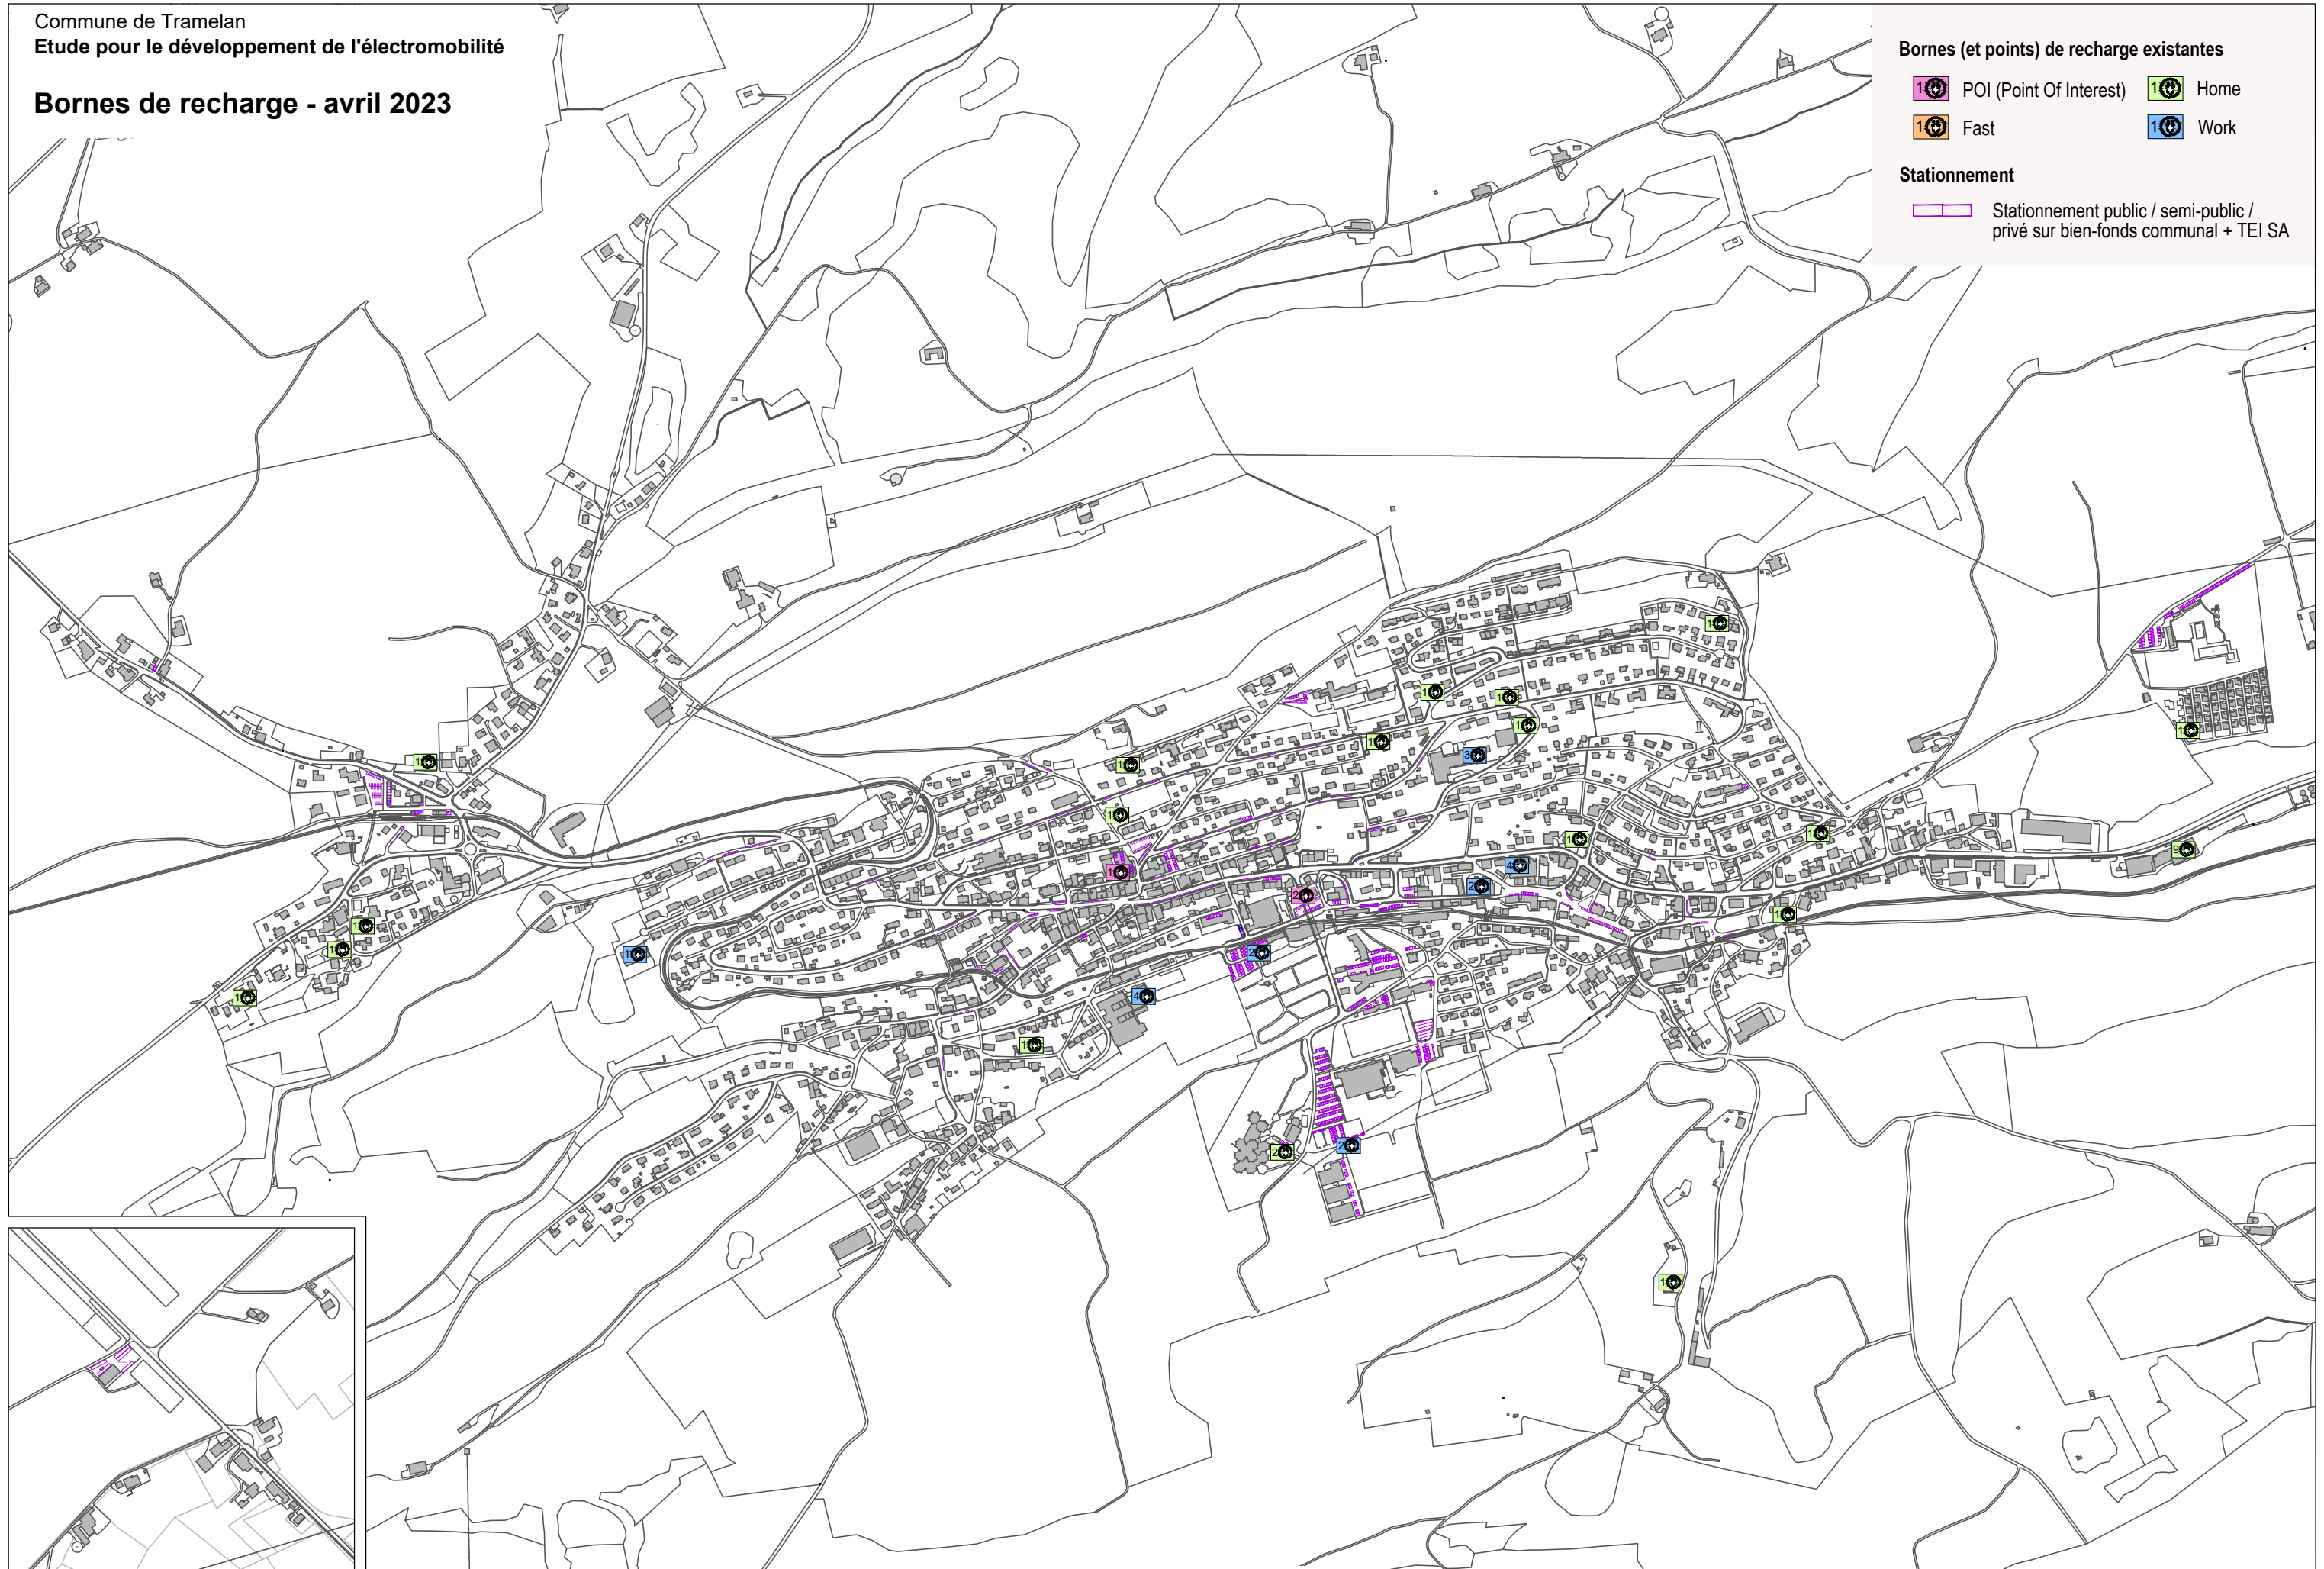 Commune de Tramelan
Etude pour le développement de l'électromobilité
Bornes de recharge - avril 2023
Bornes (et points) de recharge existantes
POI (Point Of Interest)
Home
Fast
Work
Stationnement
Stationnement public / semi-public /
privé sur bien-fonds communal + TEI SA